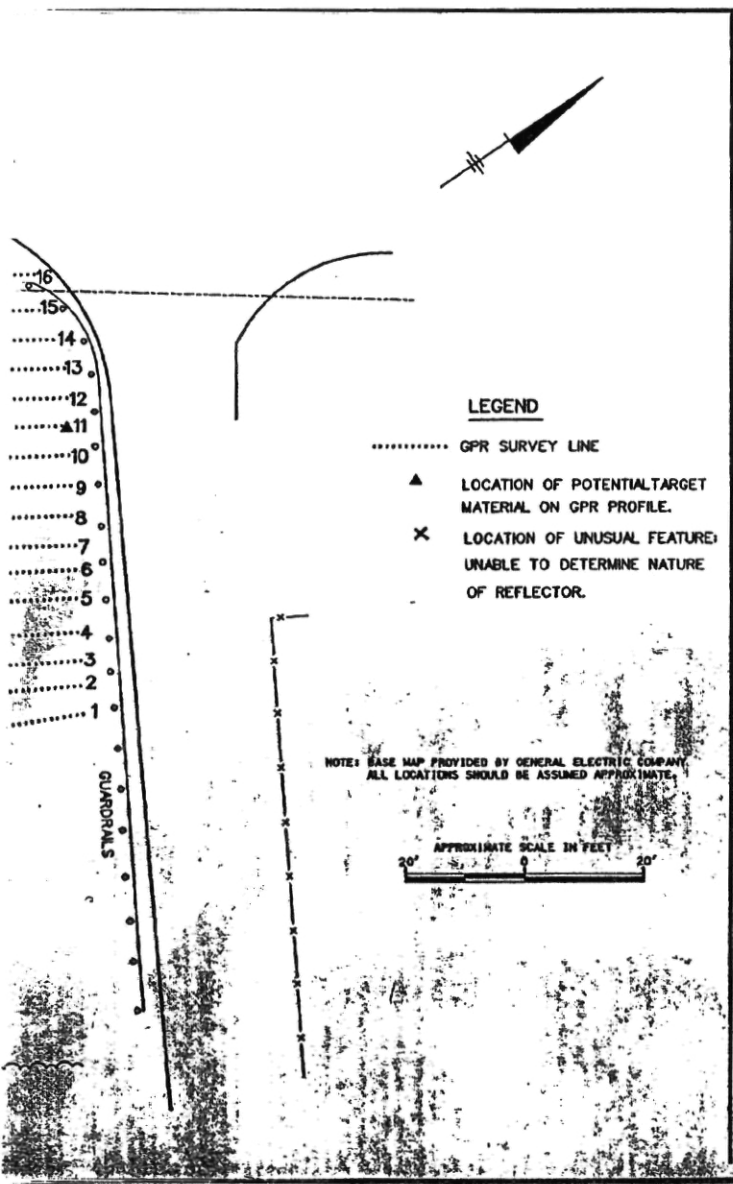 16
15
14
13
12
11
10
9
8
7
6
5
4
3
2
1
GUARDRAILS
LEGEND
GPR SURVEY LINE
LOCATION OF POTENTIAL TARGET
MATERIAL ON GPR PROFILE.
LOCATION OF UNUSUAL FEATURE;
UNABLE TO DETERMINE NATURE
OF REFLECTOR.
NOTE: BASE MAP PROVIDED BY GENERAL ELECTRIC COMPANY.
ALL LOCATIONS SHOULD BE ASSUMED APPROXIMATE.
APPROXIMATE SCALE IN FEET
20' 0 20'